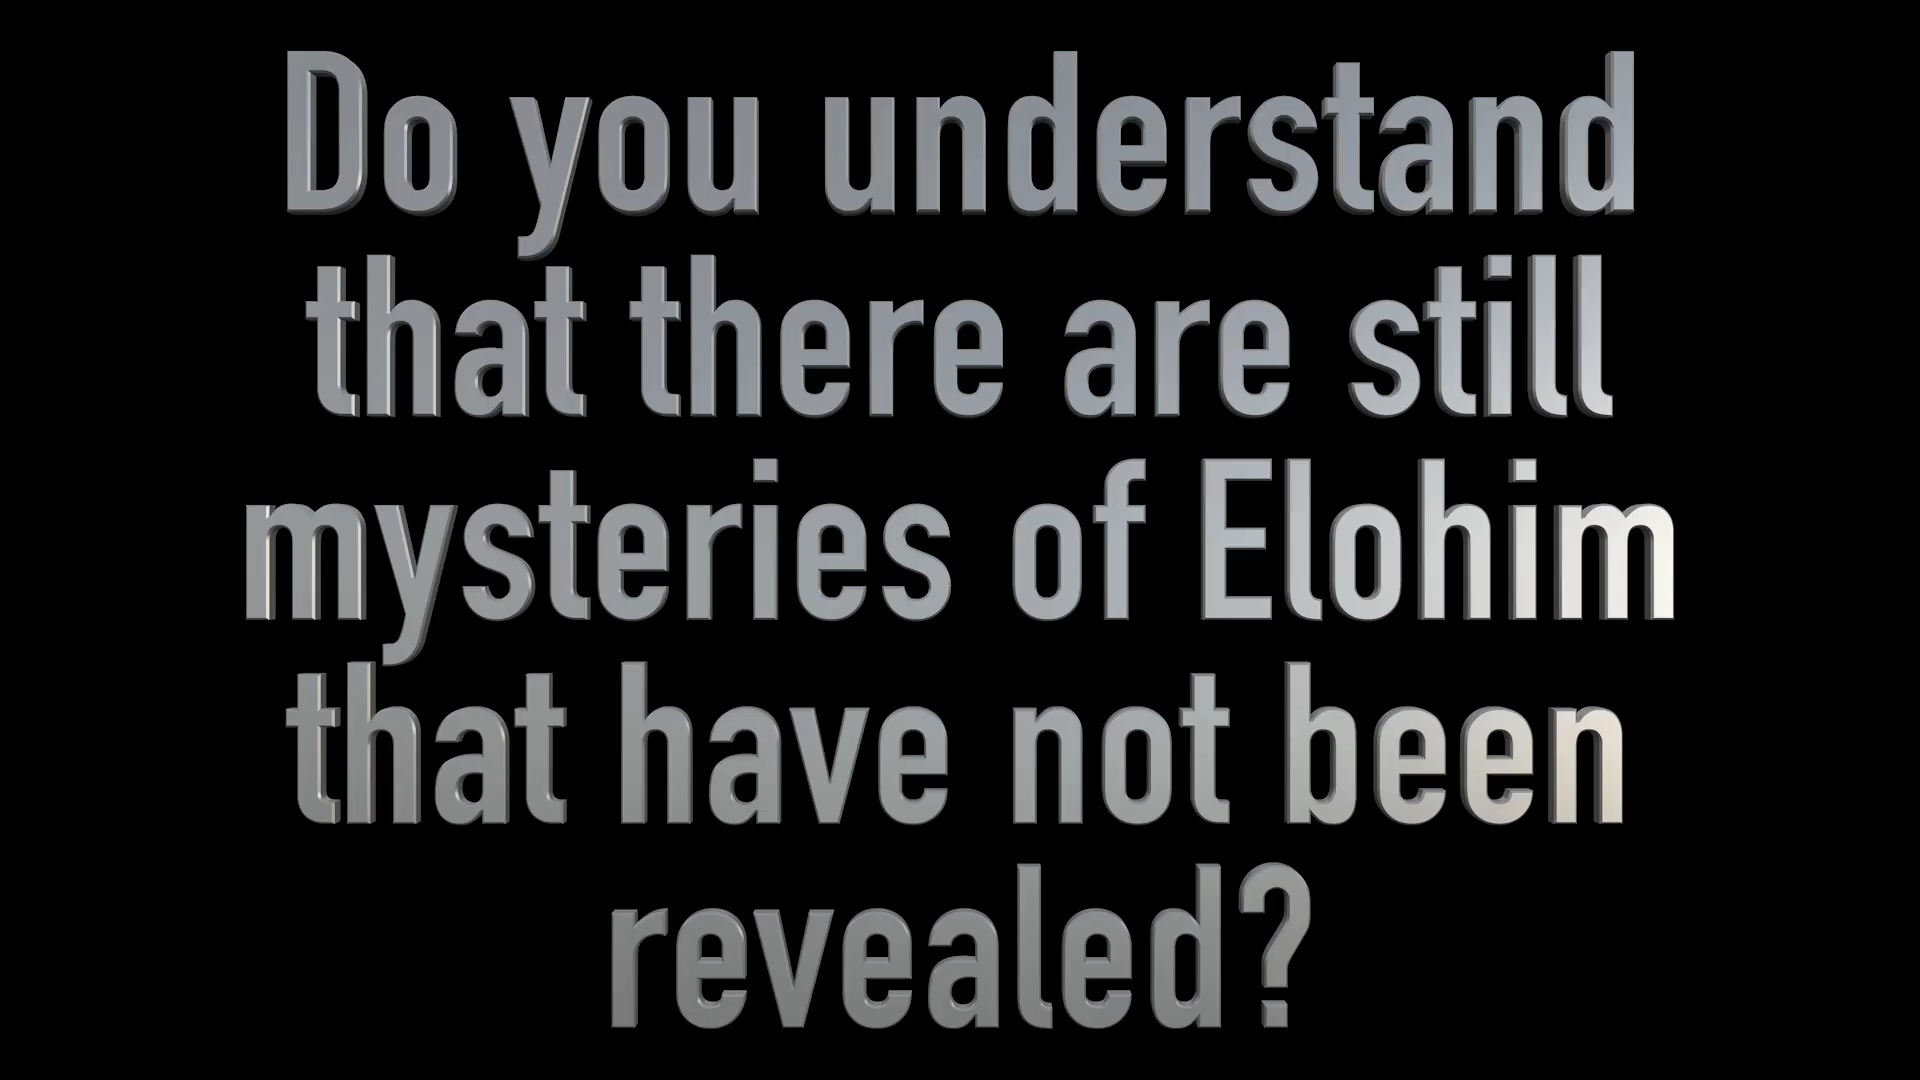 Do you understand
that there are still
mysteries of Elohim
that have not been
revealed?